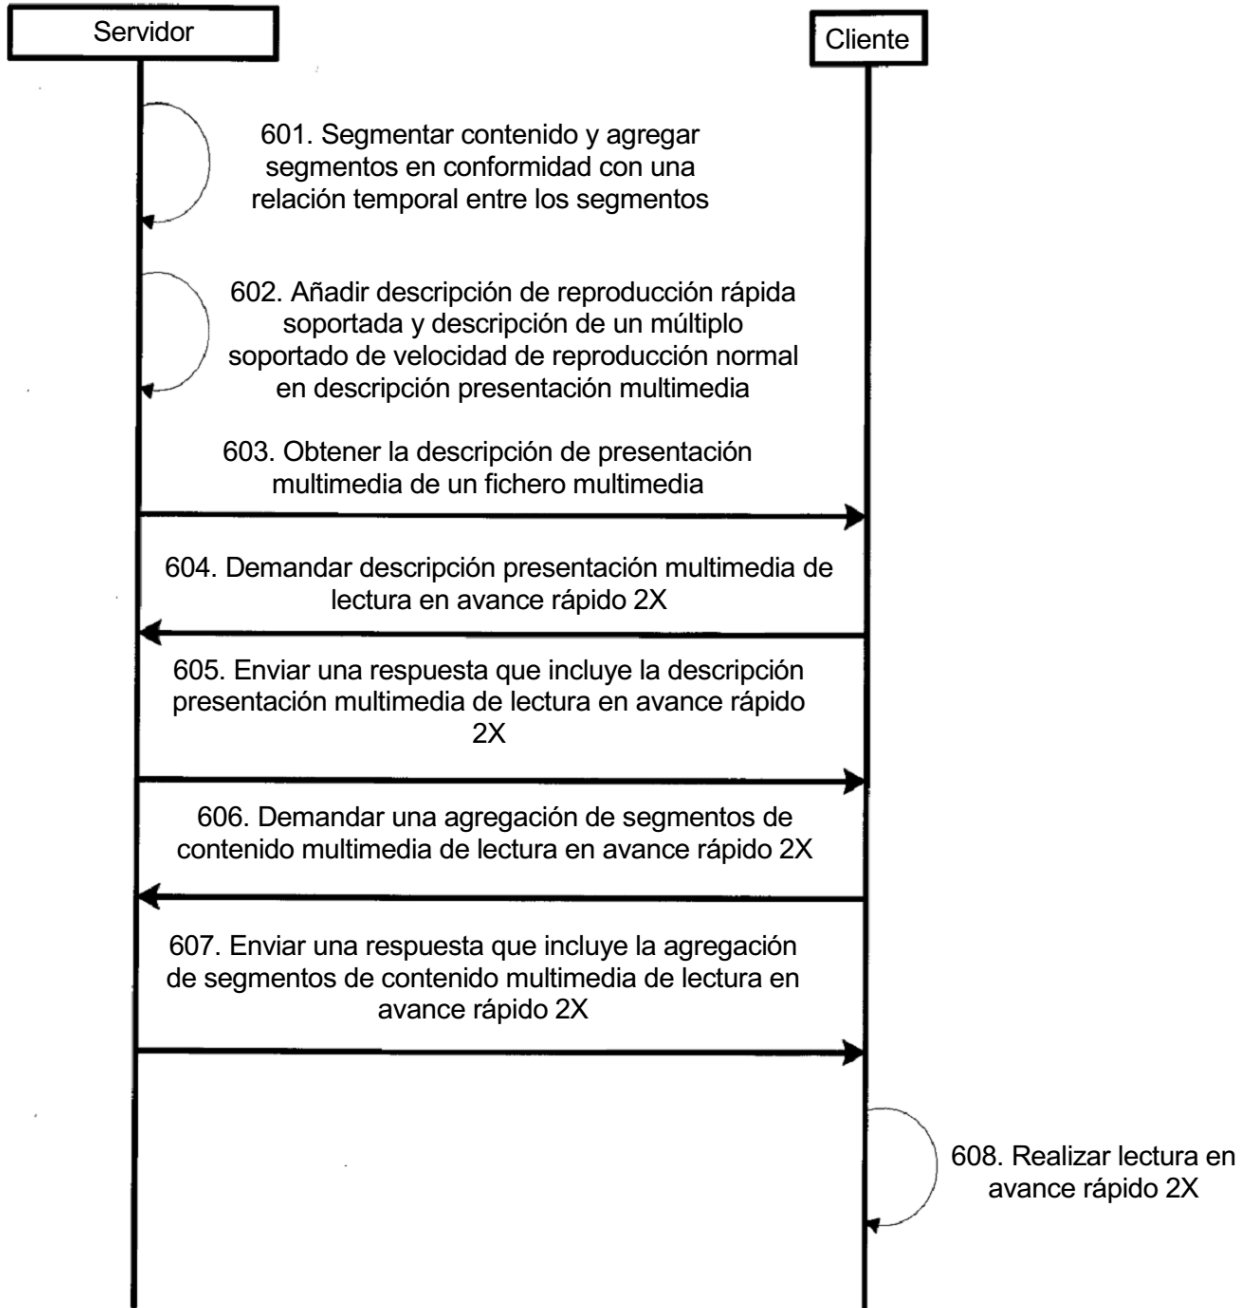 Servidor
Cliente
601. Segmentar contenido y agregar
segmentos en conformidad con una
relación temporal entre los segmentos
602. Añadir descripción de reproducción rápida
soportada y descripción de un múltiplo
soportado de velocidad de reproducción normal
en descripción presentación multimedia
603. Obtener la descripción de presentación
multimedia de un fichero multimedia
604. Demandar descripción presentación multimedia de
lectura en avance rápido 2X
605. Enviar una respuesta que incluye la descripción
presentación multimedia de lectura en avance rápido
2X
606. Demandar una agregación de segmentos de
contenido multimedia de lectura en avance rápido 2X
607. Enviar una respuesta que incluye la agregación
de segmentos de contenido multimedia de lectura en
avance rápido 2X
608. Realizar lectura en
avance rápido 2X